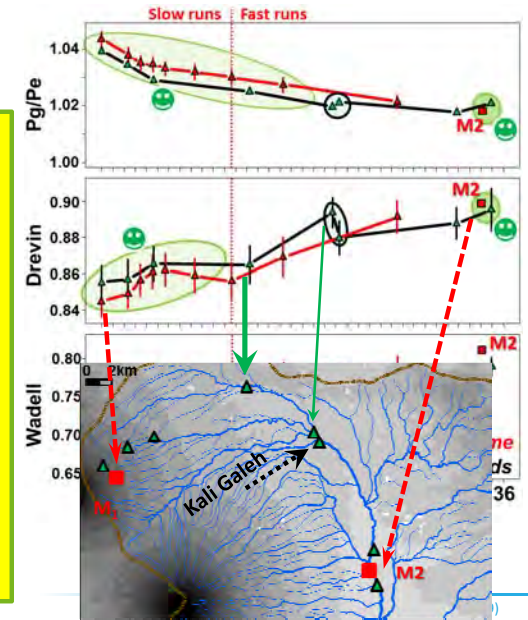 Slow runs Fast runs
Pg/Pe
1.04
1.02
1.00
M2
Drevin
0.90
0.88
0.86
0.84
M2
Wadell
0.80
0.75
0.70
0.65
M2
0 2km
Kali Galeh
M2
me
ds
36